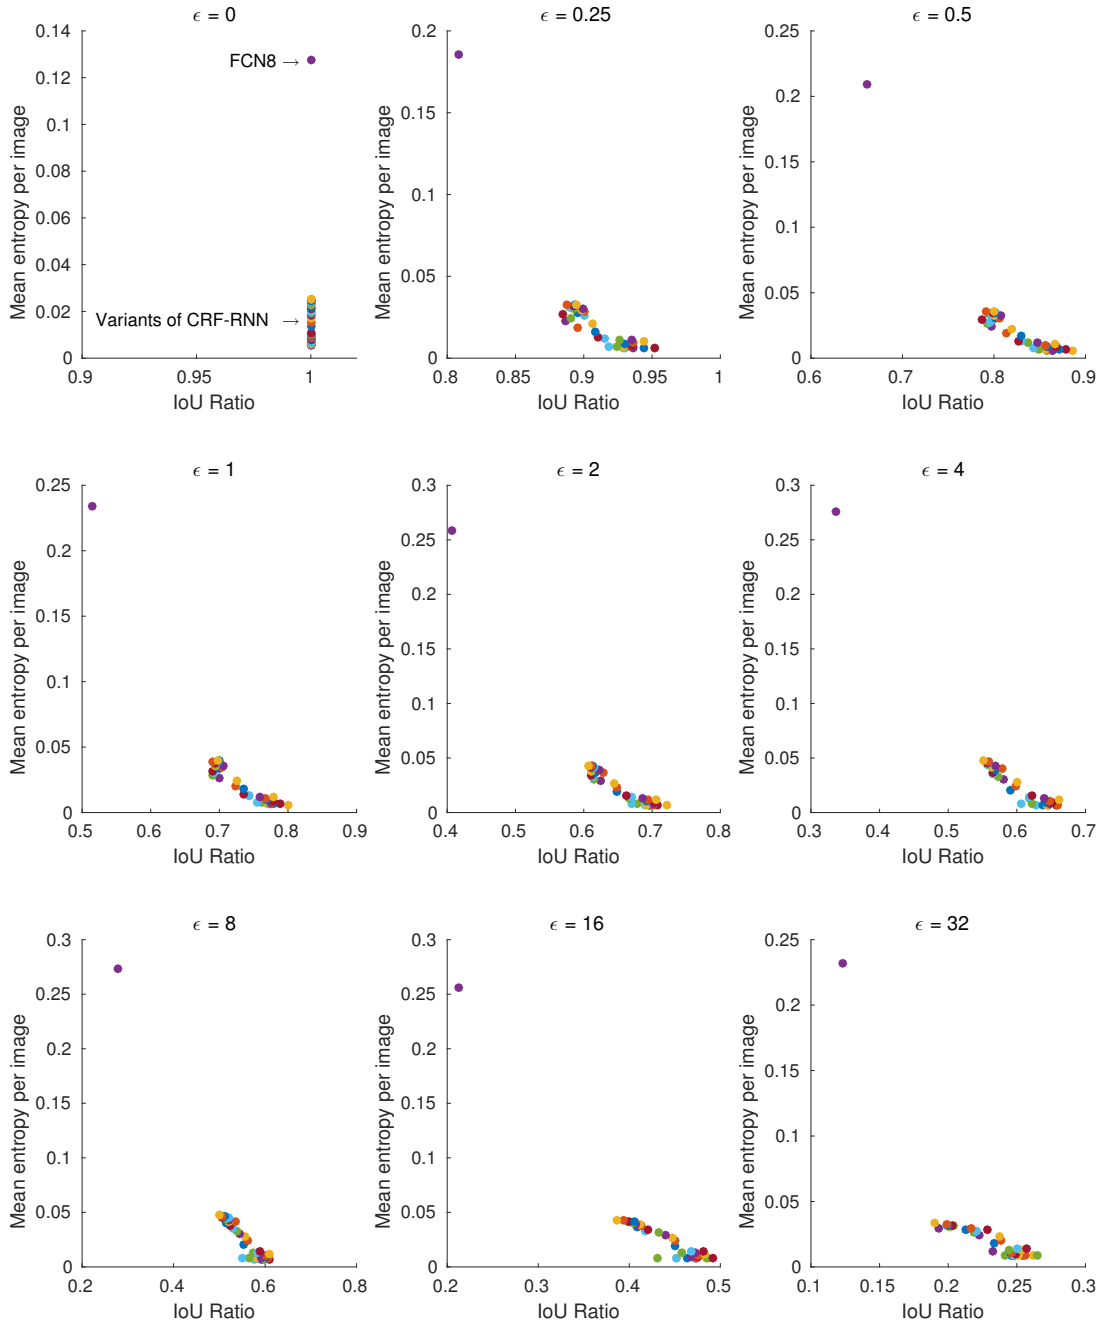 ϵ = 0
0.14
0.12
0.1
0.08
0.06
0.04
0.02
0
Mean entropy per image
FCN8 →
Variants of CRF-RNN →
0.9 0.95 1
IoU Ratio
ϵ = 0.25
0.2
0.15
0.1
0.05
0
Mean entropy per image
0.8 0.85 0.9 0.95 1
IoU Ratio
ϵ = 0.5
0.25
0.2
0.15
0.1
0.05
0
Mean entropy per image
0.6 0.7 0.8 0.9
IoU Ratio
ϵ = 1
0.25
0.2
0.15
0.1
0.05
0
Mean entropy per image
0.5 0.6 0.7 0.8 0.9
IoU Ratio
ϵ = 2
0.3
0.25
0.2
0.15
0.1
0.05
0
Mean entropy per image
0.4 0.5 0.6 0.7 0.8
IoU Ratio
ϵ = 4
0.3
0.25
0.2
0.15
0.1
0.05
0
Mean entropy per image
0.3 0.4 0.5 0.6 0.7
IoU Ratio
ϵ = 8
0.3
0.25
0.2
0.15
0.1
0.05
0
Mean entropy per image
0.2 0.4 0.6 0.8
IoU Ratio
ϵ = 16
0.3
0.25
0.2
0.15
0.1
0.05
0
Mean entropy per image
0.2 0.3 0.4 0.5
IoU Ratio
ϵ = 32
0.25
0.2
0.15
0.1
0.05
0
Mean entropy per image
0.1 0.15 0.2 0.25 0.3
IoU Ratio